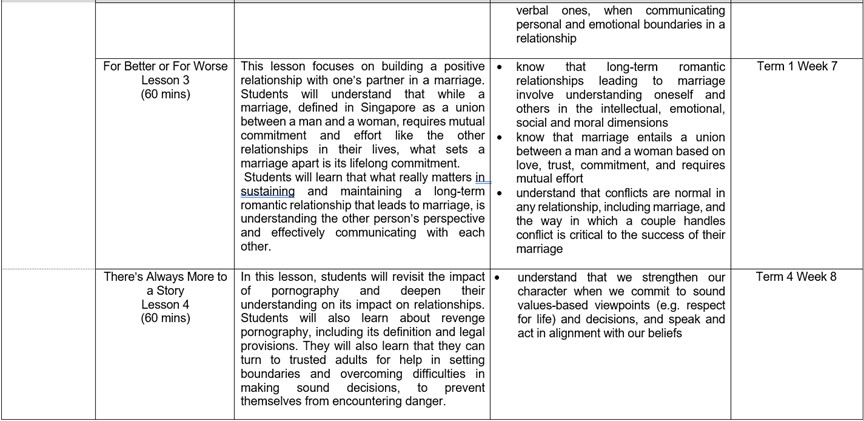 verbal ones, when communicating
personal and emotional boundaries in a
relationship
For Better or For Worse
Lesson 3
(60 mins)
This lesson focuses on building a positive
relationship with one's partner in a marriage.
Students will understand that while a
marriage, defined in Singapore as a union
between a man and a woman, requires mutual
commitment and effort like the other
relationships in their lives, what sets a
marriage apart is its lifelong commitment.
Students will learn that what really matters in
sustaining and maintaining a long-term
romantic relationship that leads to marriage, is
understanding the other person's perspective
and effectively communicating with each
other.
• know that long-term romantic
relationships leading to marriage
involve understanding oneself and
others in the intellectual, emotional,
social and moral dimensions
• know that marriage entails a union
between a man and a woman based on
love, trust, commitment, and requires
mutual effort
• understand that conflicts are normal in
any relationship, including marriage, and
the way in which a couple handles
conflict is critical to the success of their
marriage
Term 1 Week 7
There's Always More to
a Story
Lesson 4
(60 mins)
In this lesson, students will revisit the impact
of pornography and deepen their
understanding on its impact on relationships.
Students will also learn about revenge
pornography, including its definition and legal
provisions. They will also learn that they can
turn to trusted adults for help in setting
boundaries and overcoming difficulties in
making sound decisions, to prevent
themselves from encountering danger.
• understand that we strengthen our
character when we commit to sound
values-based viewpoints (e.g. respect
for life) and decisions, and speak and
act in alignment with our beliefs
Term 4 Week 8